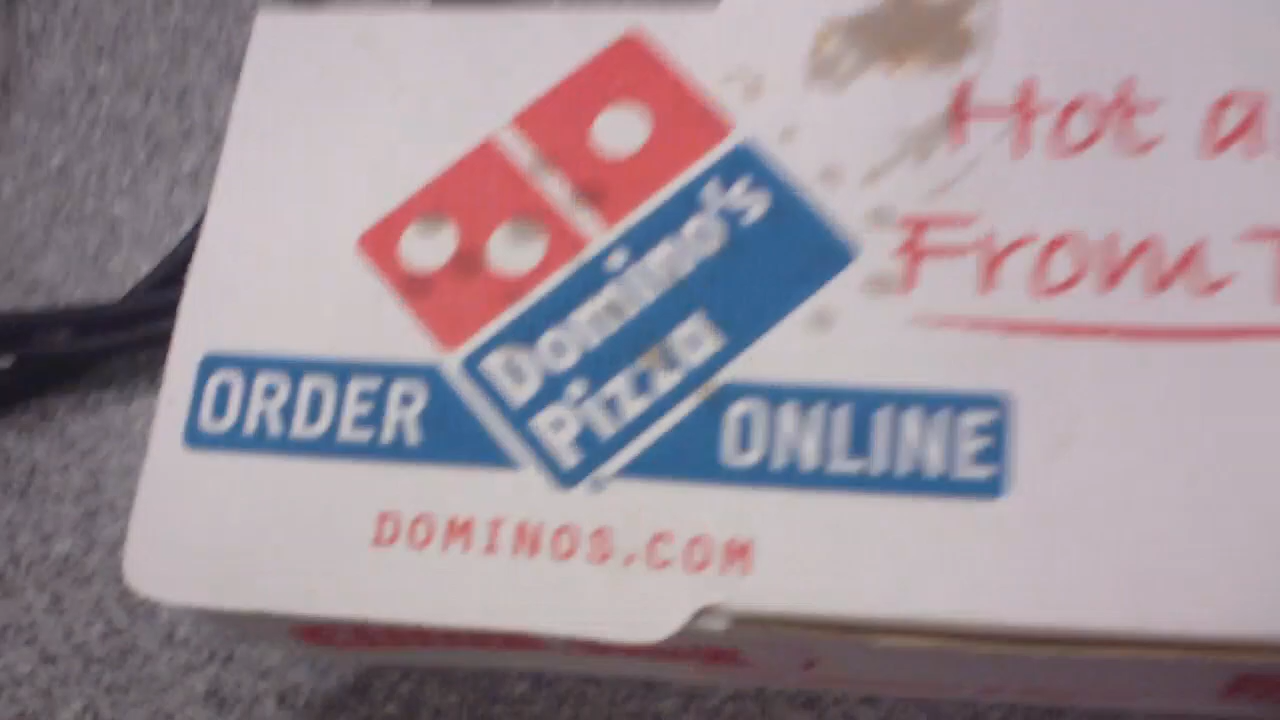 Domino's
Pizza
Hot a
From T
ORDER
ONLINE
DOMINOS.COM